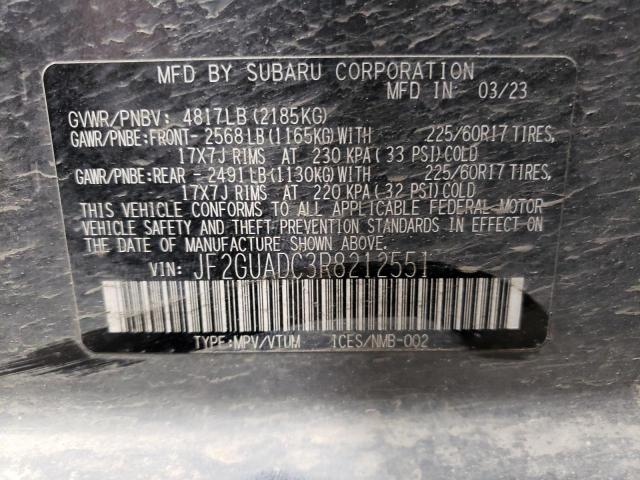 MFD BY SUBARU CORPORATION
MFD IN 03/23
GVWR/PNBV: 4817LB (2185KG)
GAWR/PNBE:FRONT- 2568LB(1165KG)WITH 225/60R17 TIRES,
17X7J RIMS AT 230 KPA(33 PSI)COLD
GAWR/PNBE:REAR - 2491LB(1130KG)WITH 225/60R17 TIRES,
17X7J RIMS AT 220 KPA(32 PSI)COLD
THIS VEHICLE CONFORMS TO ALL APPLICABLE FEDERAL MOTOR
VEHICLE SAFETY AND THEFT PREVENTION STANDARDS IN EFFECT ON
THE DATE OF MANUFACTURE SHOWN ABOVE.
VIN: JF2GUADC3R8212551
TYPE:MPV/VTUM ICES/NMB-002